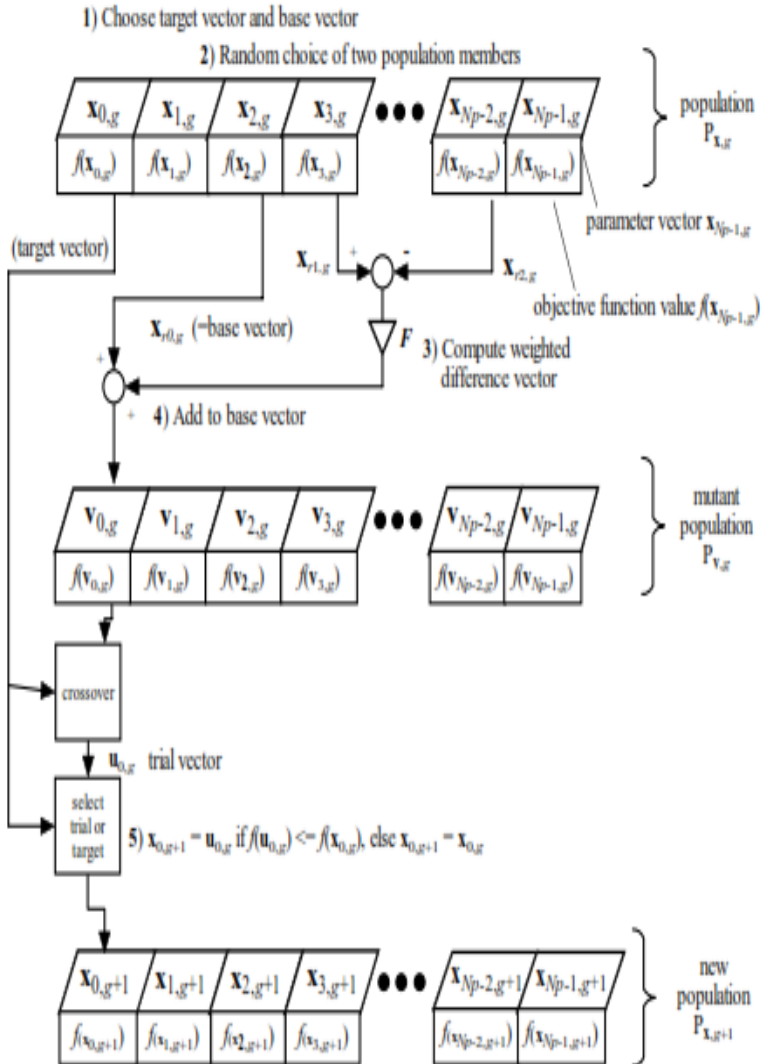 1) Choose target vector and base vector
2) Random choice of two population members
x0,g x1,g x2,g x3,g ●●● xNp-2,g xNp-1,g
population
Px,g
f(x0,g) f(x1,g) f(x2,g) f(x3,g) f(xNp-2,g) f(xNp-1,g)
parameter vector xNp-1,g
(target vector)
xr1,g + - xr2,g
objective function value f(xNp-1,g)
xr0,g (=base vector)
F
3) Compute weighted
difference vector
+
+
4) Add to base vector
v0,g v1,g v2,g v3,g ●●● vNp-2,g vNp-1,g
mutant
population
Pv,g
f(v0,g) f(v1,g) f(v2,g) f(v3,g) f(vNp-2,g) f(vNp-1,g)
crossover
u0,g trial vector
select
trial or
target
5) x0,g+1 = u0,g if f(u0,g) <= f(x0,g), else x0,g+1 = x0,g
x0,g+1 x1,g+1 x2,g+1 x3,g+1 ●●● xNp-2,g+1 xNp-1,g+1
new
population
Px,g+1
f(x0,g+1) f(x1,g+1) f(x2,g+1) f(x3,g+1) f(xNp-2,g+1) f(xNp-1,g+1)